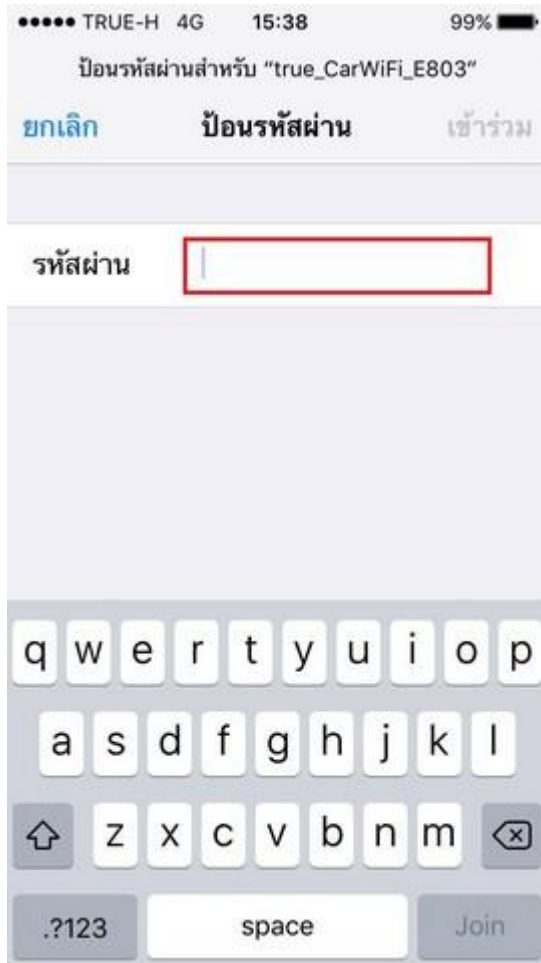 TRUE-H 4G 15:38 99%
ป้อนรหัสผ่านสำหรับ “true_CarWiFi_E803”
ยกเลิก ป้อนรหัสผ่าน เข้าร่วม
รหัสผ่าน
q w e r t y u i o p
a s d f g h j k l
z x c v b n m
.?123 space Join